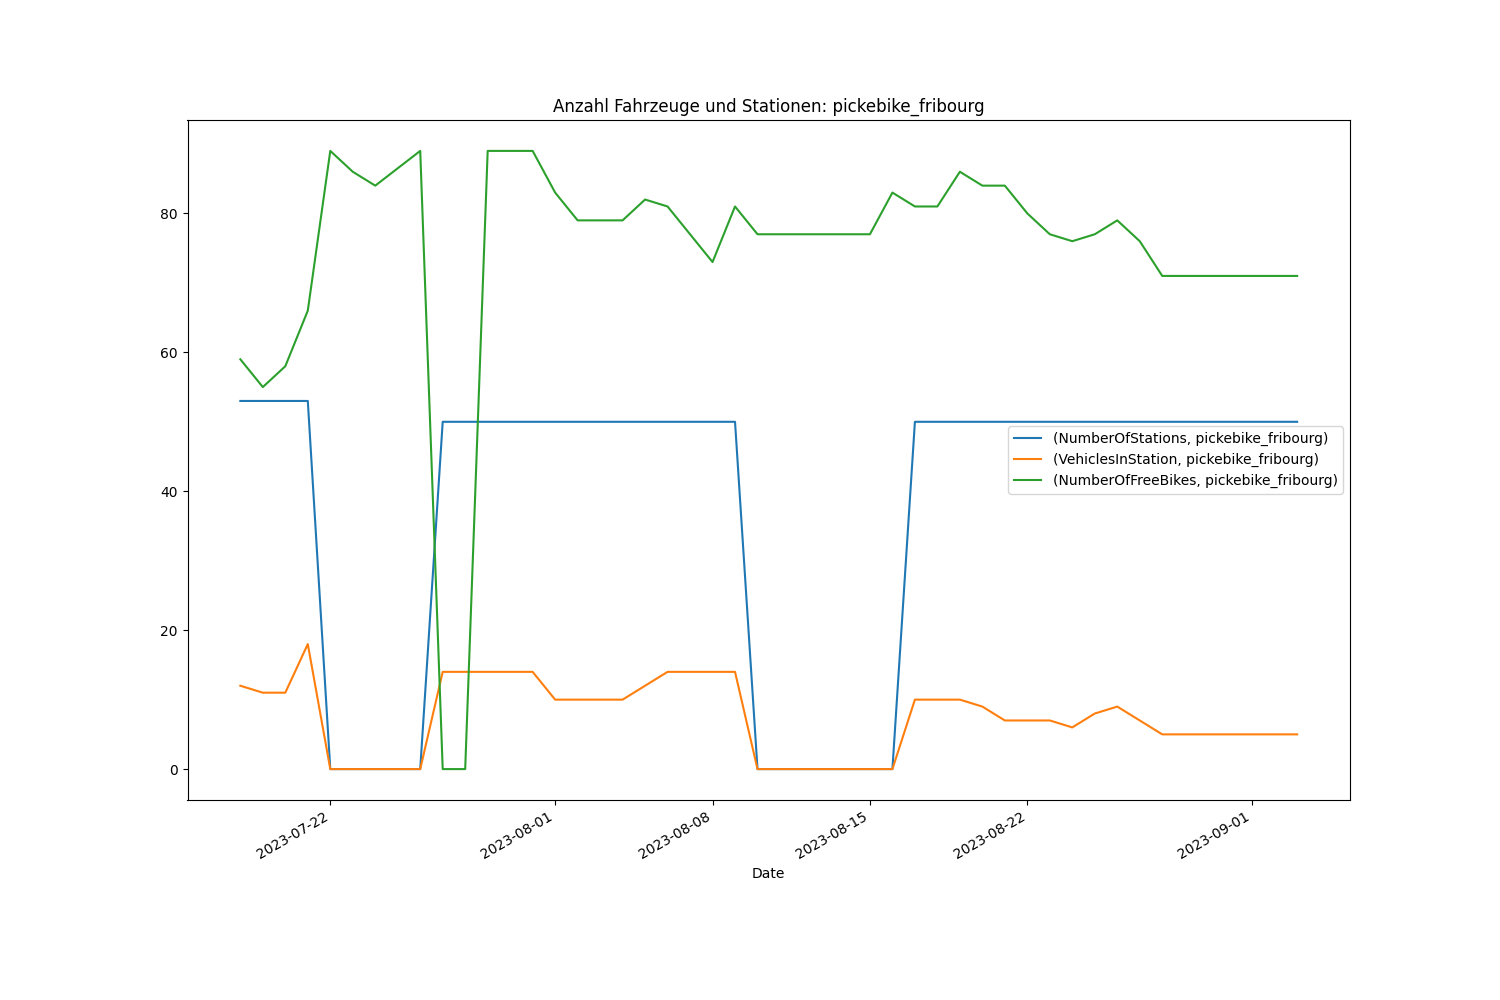 Anzahl Fahrzeuge und Stationen: pickebike_fribourg
80
60
40
20
0
(NumberOfStations, pickebike_fribourg)
(VehiclesInStation, pickebike_fribourg)
(NumberOfFreeBikes, pickebike_fribourg)
2023-07-22
2023-08-01
2023-08-08
2023-08-15
2023-08-22
2023-09-01
Date